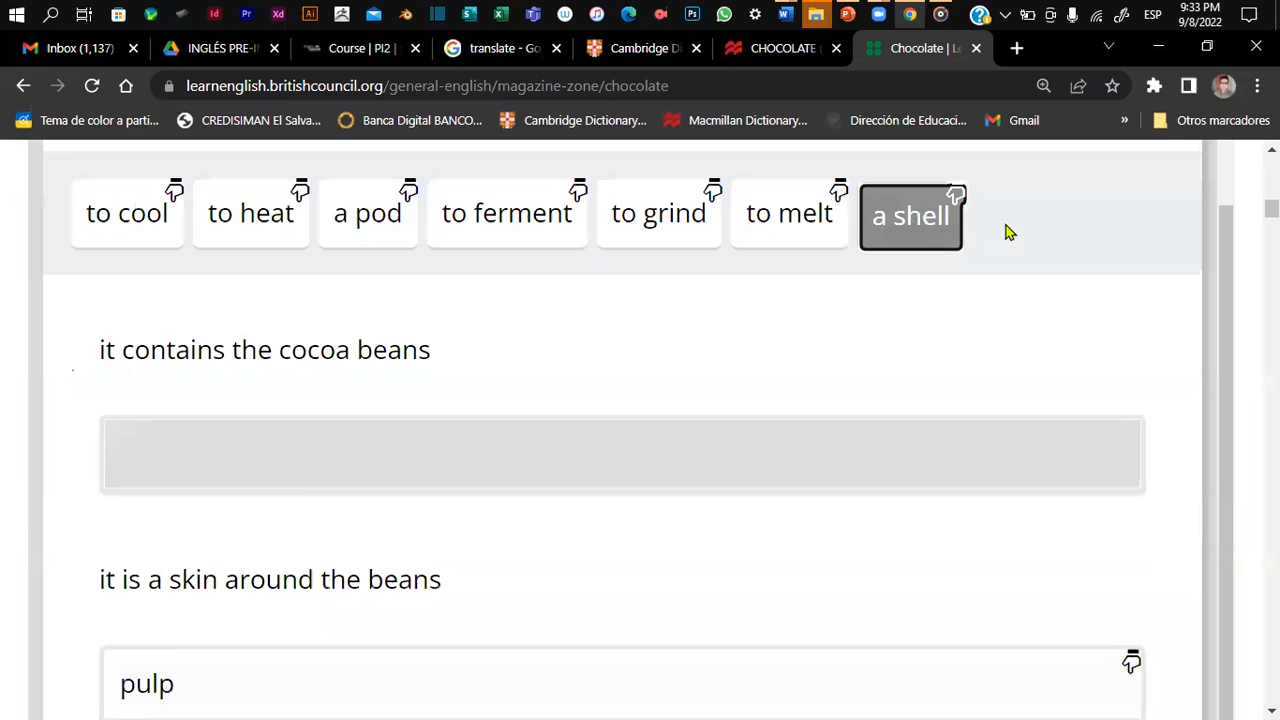 9:33 PM
ESP
9/8/2022
Inbox (1,137)
INGLÉS PRE-I
Course | PI2 |
translate - Go
Cambridge D
CHOCOLATE
Chocolate | Le
learnenglish.britishcouncil.org/general-english/magazine-zone/chocolate
Tema de color a parti...
CREDISIMAN El Salva...
Banca Digital BANCO...
Cambridge Dictionary...
Macmillan Dictionary...
Dirección de Educaci...
Gmail
»
Otros marcadores
to cool
to heat
a pod
to ferment
to grind
to melt
a shell
it contains the cocoa beans
it is a skin around the beans
pulp